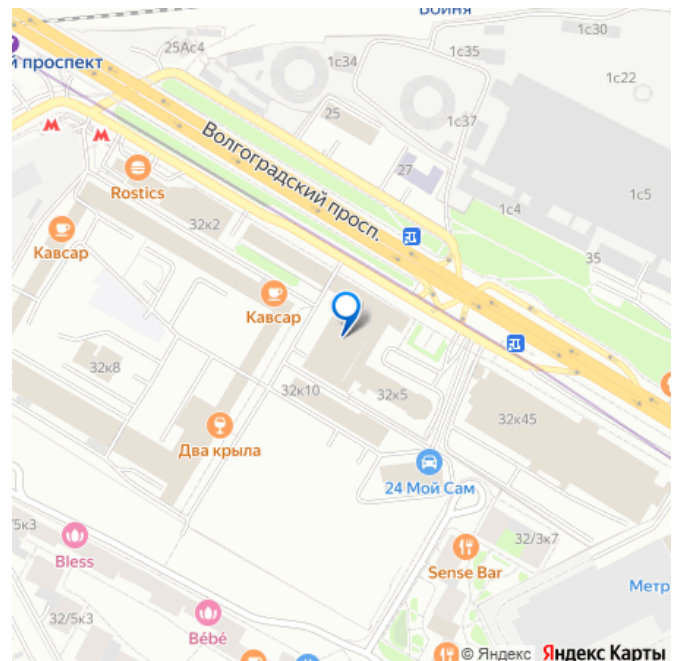 Бойня
1с30
25Ас4
1с35
й проспект
1с34
1с22
25
1с37
Волгоградский просп.
27
Rostics
1с5
1с4
32к2
Кавсар
35
Кавсар
32к8
32к10
32к5
32к45
Два крыла
24 Мой Сам
/5к3
32/3к7
Bless
Sense Bar
Метр
32/5к3
Bébé
© Яндекс Яндекс Карты